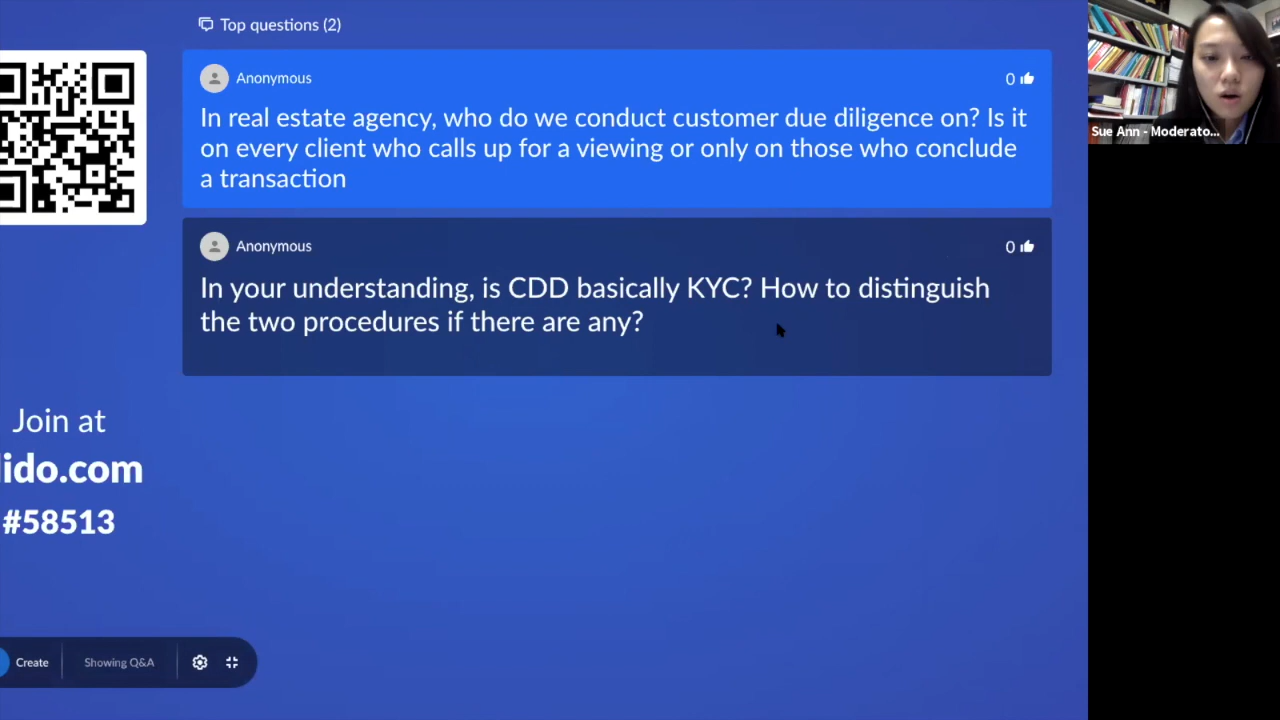 Top questions (2)
Anonymous
0
In real estate agency, who do we conduct customer due diligence on? Is it
on every client who calls up for a viewing or only on those who conclude
a transaction
Anonymous
0
In your understanding, is CDD basically KYC? How to distinguish
the two procedures if there are any?
Join at
lido.com
#58513
Create
Showing Q&A
Sue Ann - Moderato...